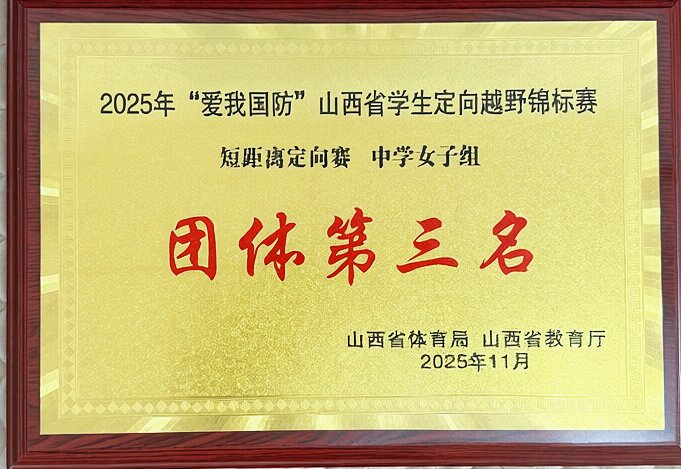 2025年“爱我国防”山西省学生定向越野锦标赛
短距离定向赛 中学女子组
团体第三名
山西省体育局 山西省教育厅
2025年11月